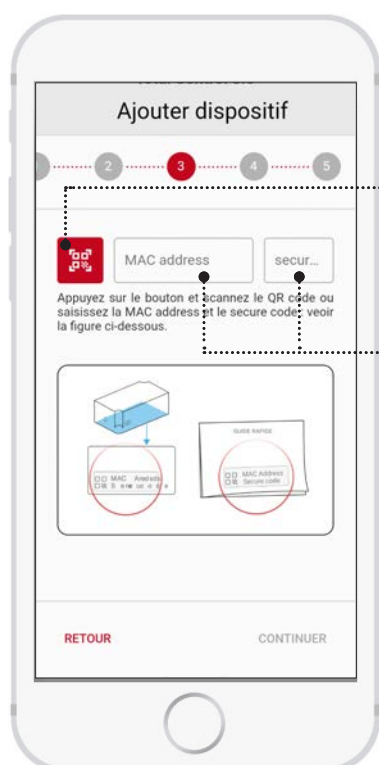 Ajouter dispositif
2 3 4 5
MAC address
secur...
Appuyez sur le bouton et scannez le QR code ou
saisissez la MAC address et le secure code : veoir
la figure ci-dessous.
GUIDE RAPIDE
MAC
MAC Address
Secure code
RETOUR
CONTINUER